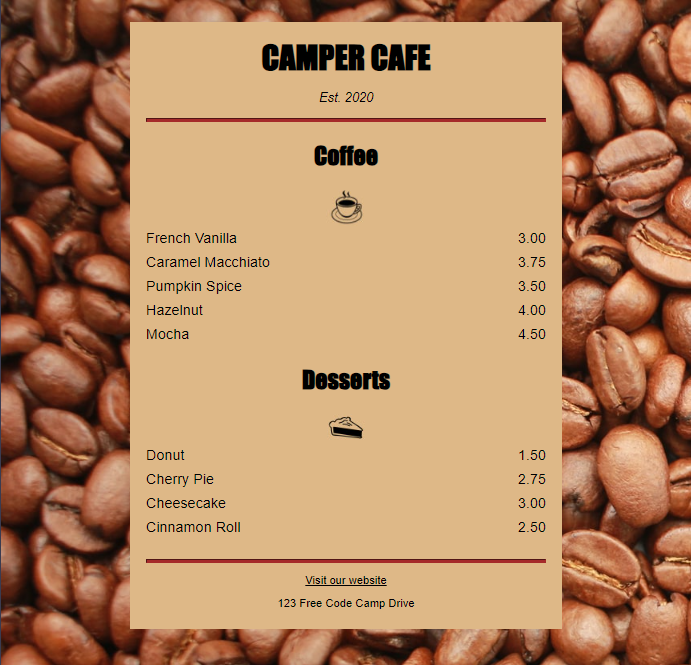 CAMPER CAFE
Est. 2020
Coffee
French Vanilla 3.00
Caramel Macchiato 3.75
Pumpkin Spice 3.50
Hazelnut 4.00
Mocha 4.50
Desserts
Donut 1.50
Cherry Pie 2.75
Cheesecake 3.00
Cinnamon Roll 2.50
Visit our website
123 Free Code Camp Drive